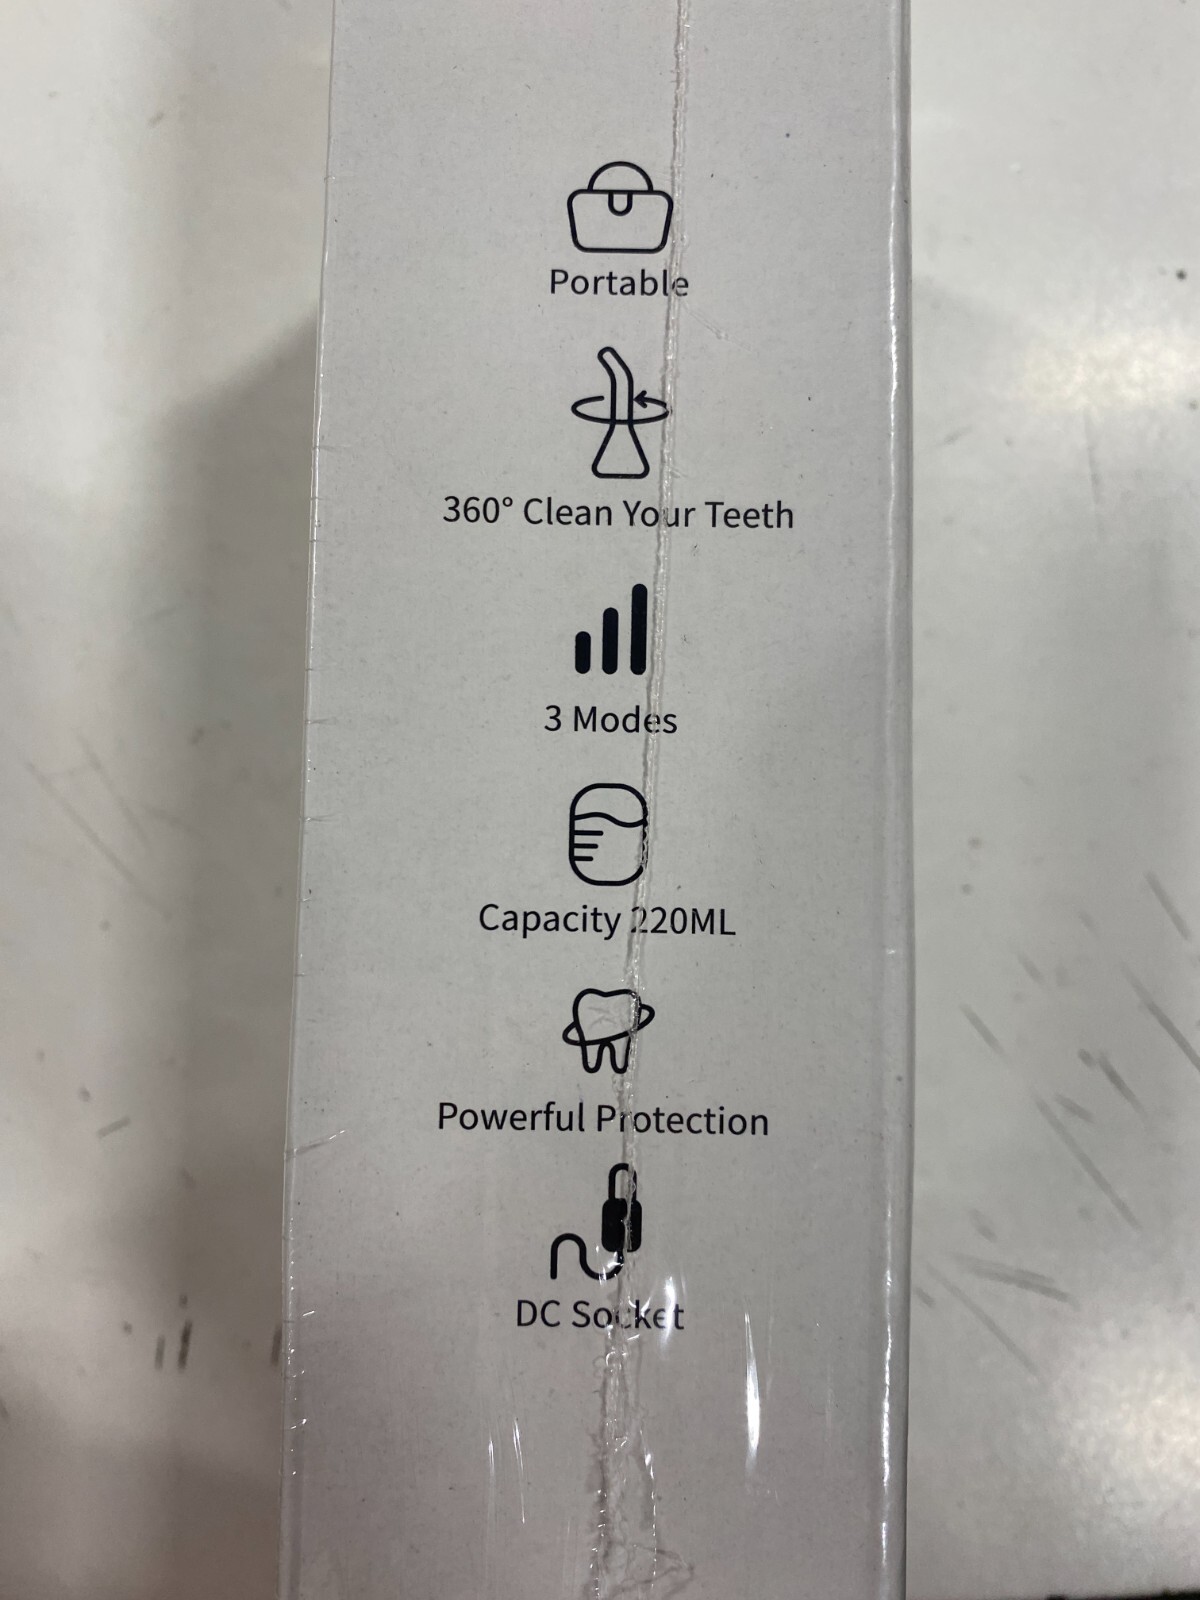 Portable
360° Clean Your Teeth
3 Modes
Capacity 220ML
Powerful Protection
DC Socket